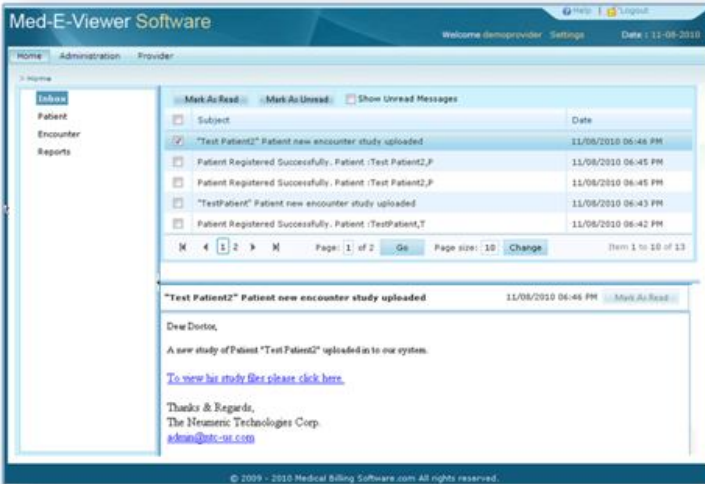 Med-E-Viewer Software
Help | Logout
Welcome demoprovider Settings Date : 11-08-2010
Home Administration Provider
> Home
Inbox
Patient
Encounter
Reports
Mark As Read Mark As Unread Show Unread Messages
Subject Date
"Test Patient2" Patient new encounter study uploaded 11/08/2010 06:46 PM
Patient Registered Successfully. Patient :Test Patient2,P 11/08/2010 06:45 PM
Patient Registered Successfully. Patient :Test Patient2,P 11/08/2010 06:45 PM
"TestPatient" Patient new encounter study uploaded 11/08/2010 06:43 PM
Patient Registered Successfully. Patient :TestPatient,T 11/08/2010 06:42 PM
1 2 Page: 1 of 2 Go Page size: 10 Change Item 1 to 10 of 13
"Test Patient2" Patient new encounter study uploaded 11/08/2010 06:46 PM Mark As Read
Dear Doctor,
A new study of Patient "Test Patient2" uploaded in to our system.
To view his study files please click here.
Thanks & Regards,
The Neumeric Technologies Corp.
admin@ntc-us.com
© 2009 - 2010 Medical Billing Software.com All rights reserved.